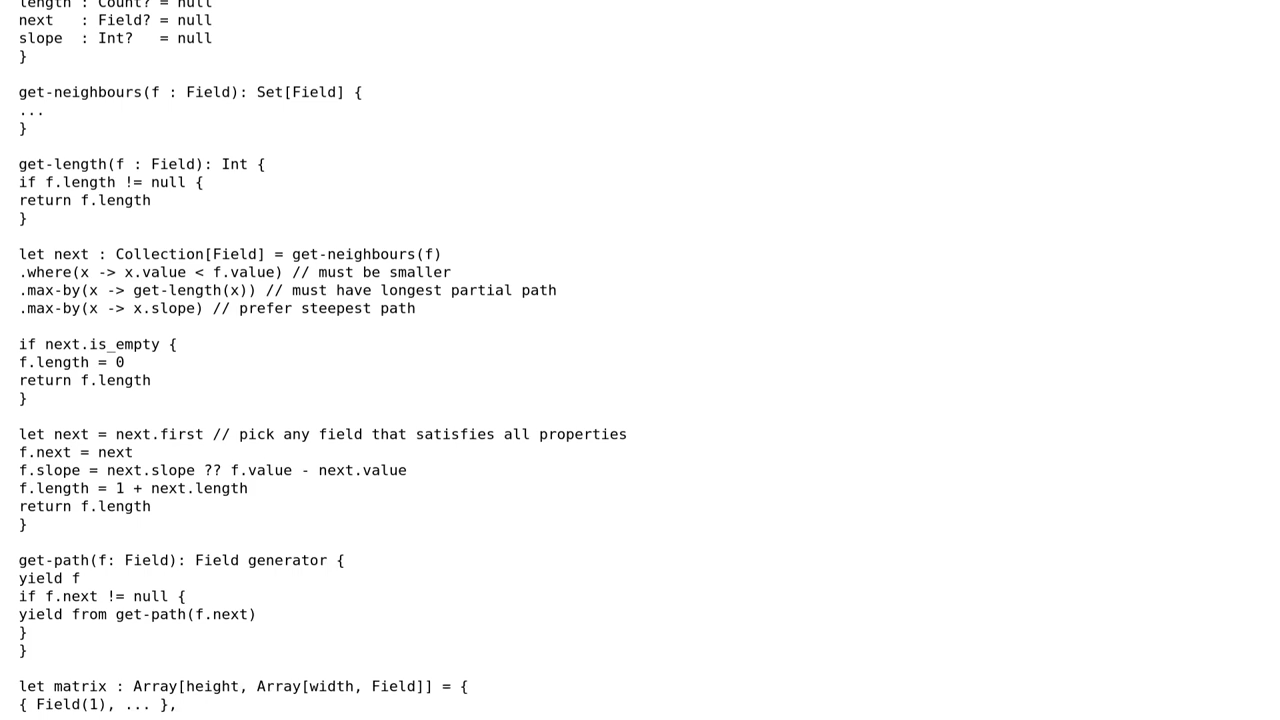 length : Count? = null
next   : Field? = null
slope  : Int?   = null
}

get-neighbours(f : Field): Set[Field] {
...
}

get-length(f : Field): Int {
if f.length != null {
return f.length
}

let next : Collection[Field] = get-neighbours(f)
.where(x -> x.value < f.value) // must be smaller
.max-by(x -> get-length(x)) // must have longest partial path
.max-by(x -> x.slope) // prefer steepest path

if next.is_empty {
f.length = 0
return f.length
}

let next = next.first // pick any field that satisfies all properties
f.next = next
f.slope = next.slope ?? f.value - next.value
f.length = 1 + next.length
return f.length
}

get-path(f: Field): Field generator {
yield f
if f.next != null {
yield from get-path(f.next)
}
}

let matrix : Array[height, Array[width, Field]] = {
{ Field(1), ... },